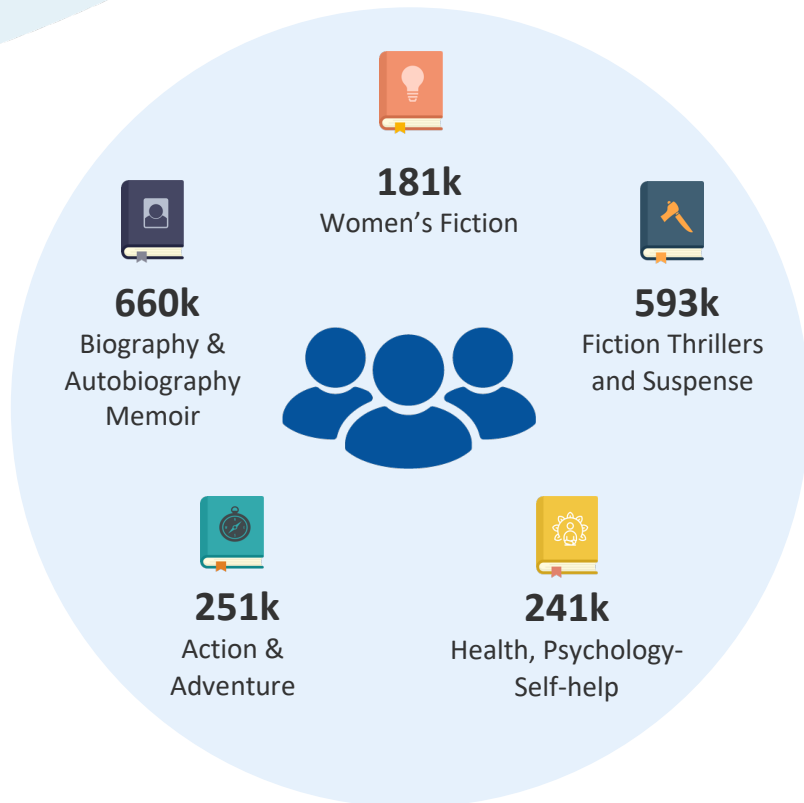 181k
Women’s Fiction
660k
Biography &
Autobiography
Memoir
593k
Fiction Thrillers
and Suspense
251k
Action &
Adventure
241k
Health, Psychology-
Self-help